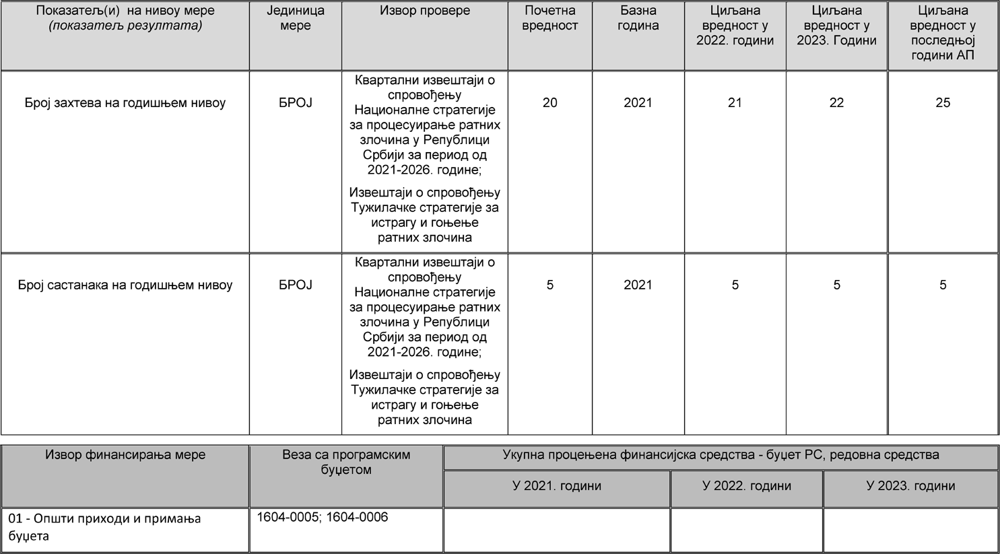 Показатељ(и) на нивоу мере
(показатељ резултата)
Јединица
мере
Извор провере
Почетна
вредност
Базна
година
Циљана
вредност у
2022. години
Циљана
вредност у
2023. Години
Циљана
вредност у
последњој
години АП
Број захтева на годишњем нивоу
БРОЈ
Квартални извештаји о
спровођењу
Националне стратегије
за процесуирање ратних
злочина у Републици
Србији за период од
2021-2026. године;
Извештаји о спровођењу
Тужилачке стратегије за
истрагу и гоњење
ратних злочина
20
2021
21
22
25
Број састанака на годишњем нивоу
БРОЈ
Квартални извештаји о
спровођењу
Националне стратегије
за процесуирање ратних
злочина у Републици
Србији за период од
2021-2026. године;
Извештаји о спровођењу
Тужилачке стратегије за
истрагу и гоњење
ратних злочина
5
2021
5
5
5
Извор финансирања мере
Веза са програмским
буџетом
Укупна процењена финансијска средства - буџет РС, редовна средства
У 2021. години
У 2022. години
У 2023. години
01 - Општи приходи и примања
буџета
1604-0005; 1604-0006